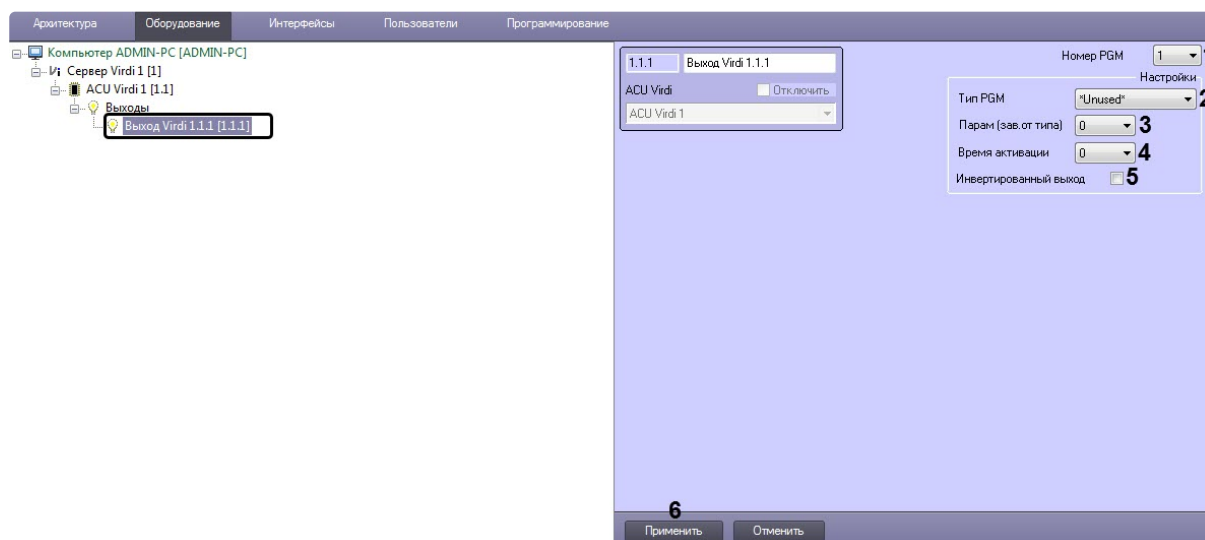 Архитектура Оборудование Интерфейсы Пользователи Программирование
Компьютер ADMIN-PC [ADMIN-PC]
Сервер Virdi 1 [1]
ACU Virdi 1 [1.1]
Выходы
Выход Virdi 1.1.1 [1.1.1]
1.1.1 Выход Virdi 1.1.1
ACU Virdi Отключить
ACU Virdi 1
Номер PGM 1
Настройки
Тип PGM *Unused* 2
Парам (зав.от типа) 0 3
Время активации 0 4
Инвертированный выход 5
6
Применить Отменить